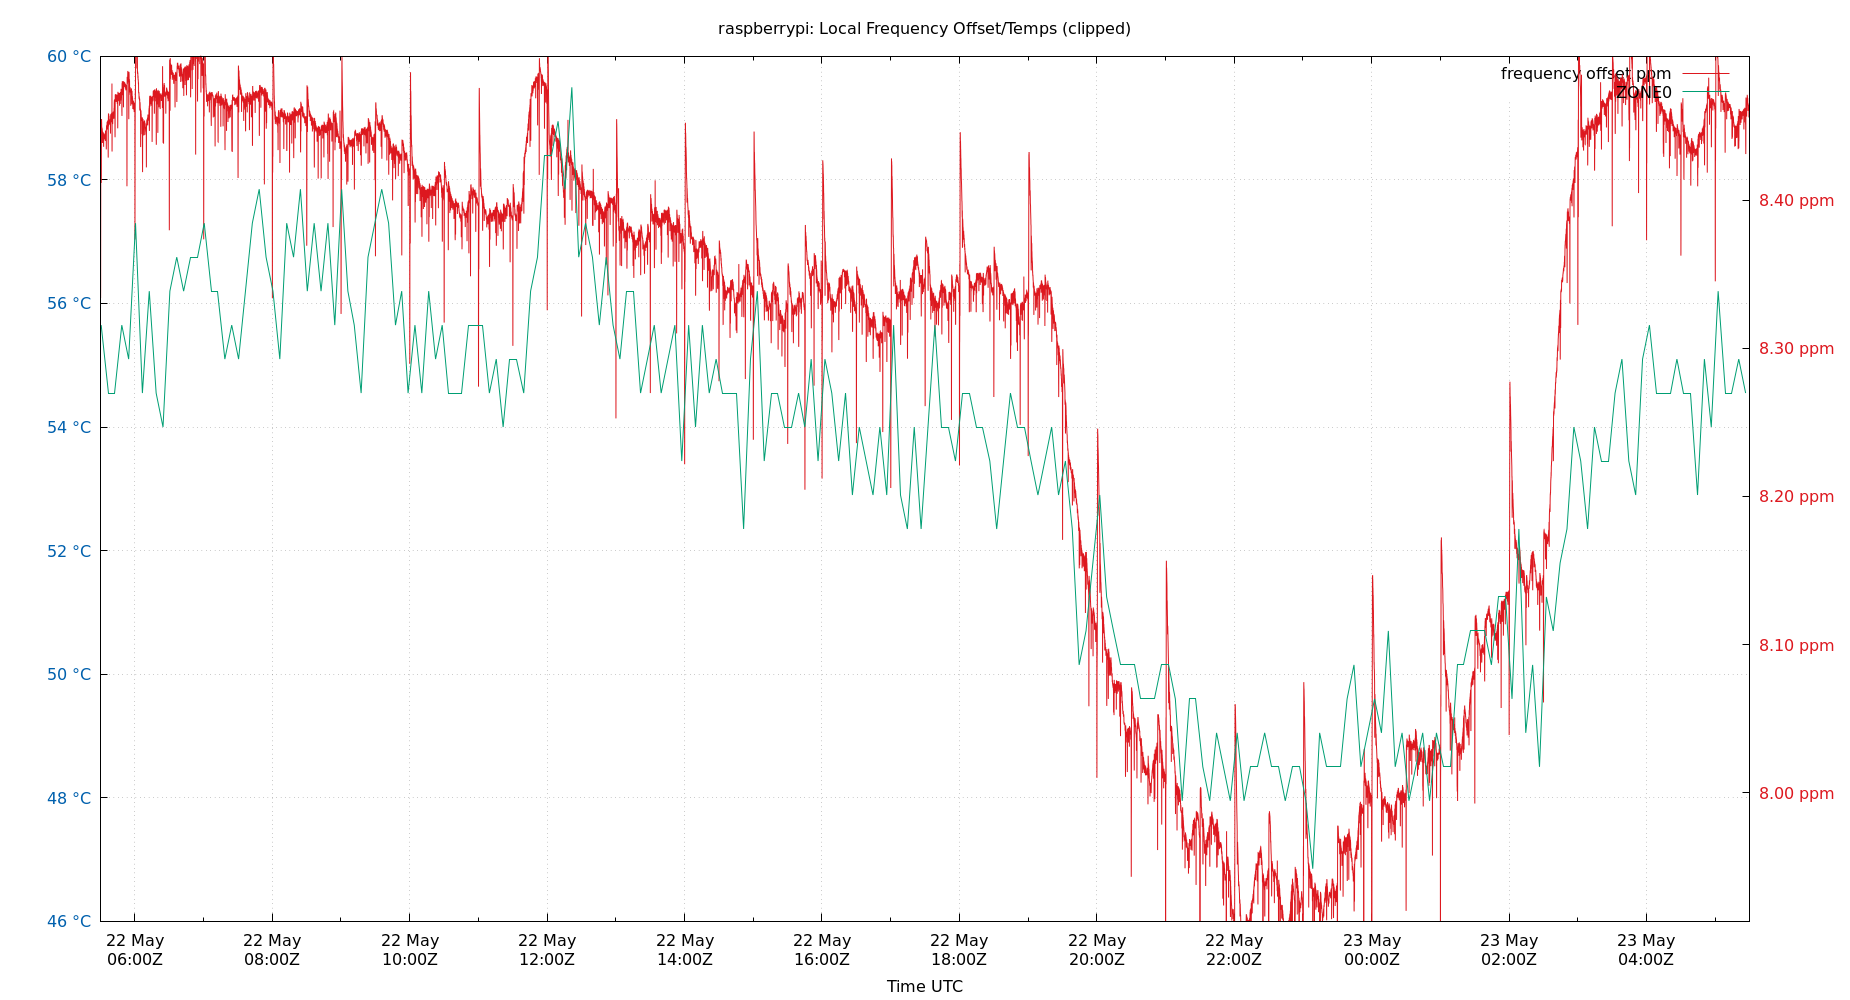 raspberrypi: Local Frequency Offset/Temps (clipped)
60 °C
58 °C
56 °C
54 °C
52 °C
50 °C
48 °C
46 °C
frequency offset ppm
ZONE0
8.40 ppm
8.30 ppm
8.20 ppm
8.10 ppm
8.00 ppm
22 May 22 May 22 May 22 May 22 May 22 May 22 May 22 May 22 May 23 May 23 May 23 May
06:00Z 08:00Z 10:00Z 12:00Z 14:00Z 16:00Z 18:00Z 20:00Z 22:00Z 00:00Z 02:00Z 04:00Z
Time UTC